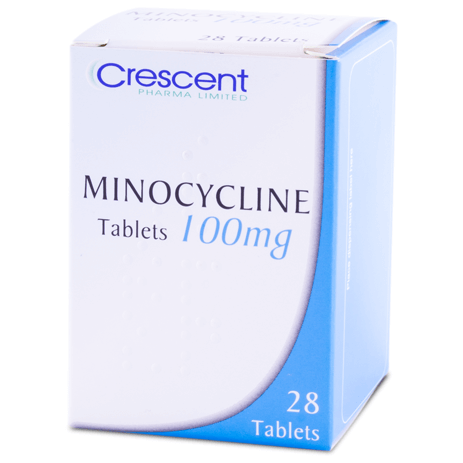 28 Tablets
Crescent
PHARMA LIMITED
MINOCYCLINE
Tablets 100mg
28
Tablets